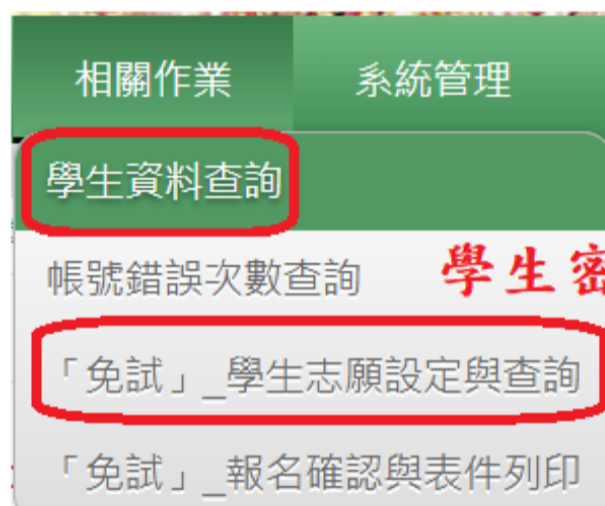 相關作業 系統管理
學生資料查詢
帳號錯誤次數查詢 學生密
「免試」_學生志願設定與查詢
「免試」_報名確認與表件列印